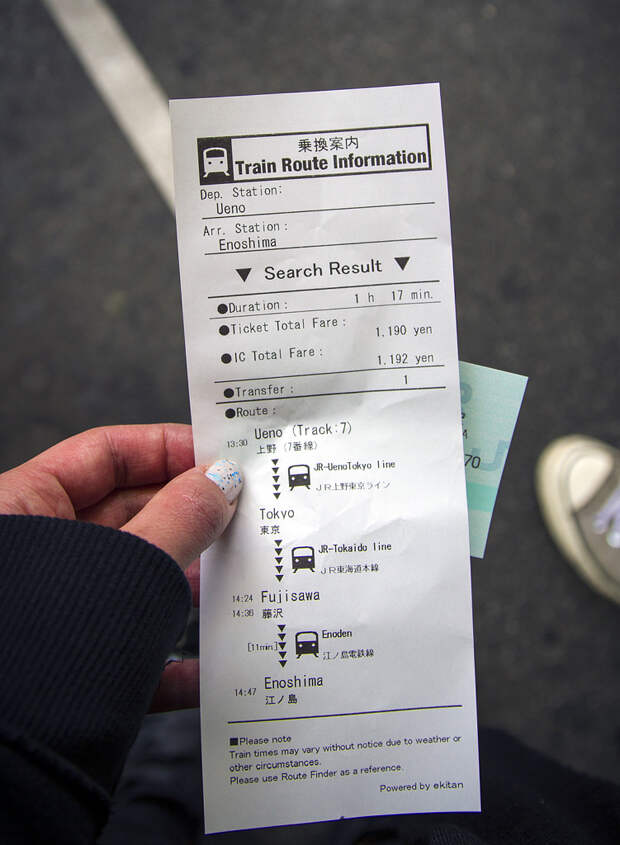 乗換案内
Train Route Information
Dep. Station:
Ueno
Arr. Station:
Enoshima
▼ Search Result ▼
●Duration: 1 h 17 min.
●Ticket Total Fare: 1,190 yen
●IC Total Fare: 1,192 yen
●Transfer: 1
●Route:
13:30 Ueno (Track:7)
上野 (7番線)
JR-UenoTokyo line
JR上野東京ライン
Tokyo
東京
JR-Tokaido line
JR東海道本線
14:24 Fujisawa
14:36 藤沢
Enoden
[11min.] 江ノ島電鉄線
14:47 Enoshima
江ノ島
■Please note
Train times may vary without notice due to weather or
other circumstances.
Please use Route Finder as a reference.
Powered by ekitan
70